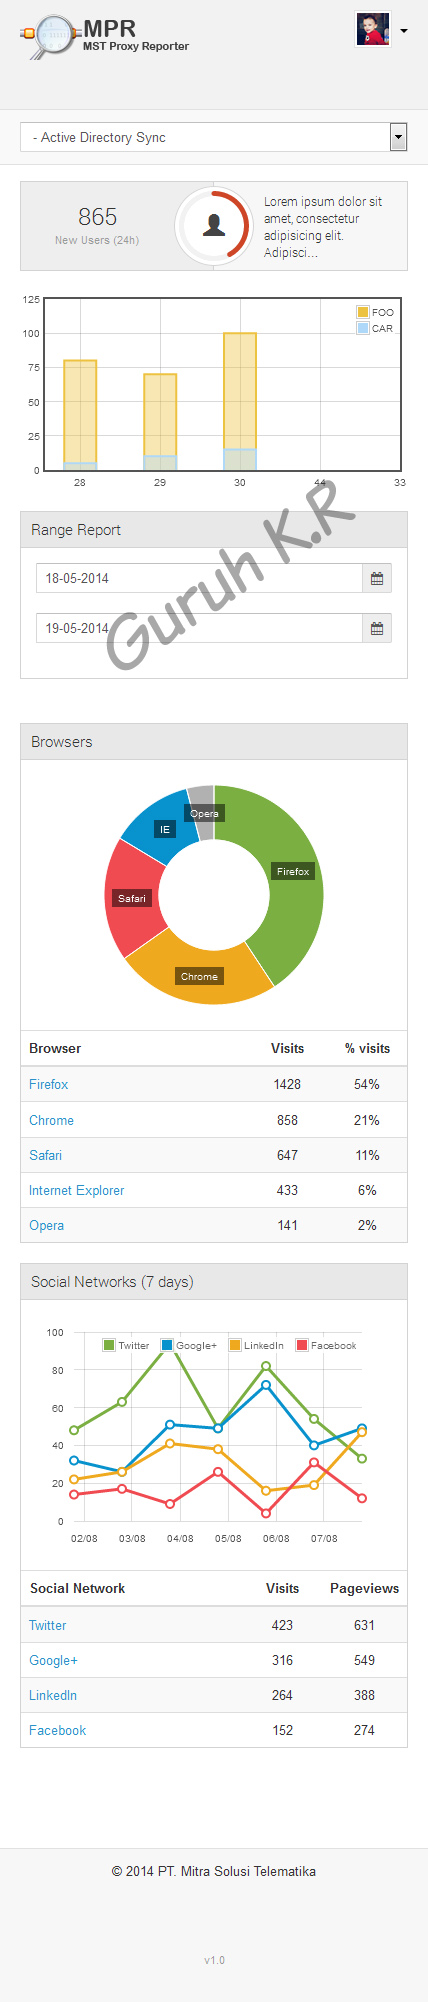 MPR
MST Proxy Reporter
- Active Directory Sync
865
New Users (24h)
Lorem ipsum dolor sit
amet, consectetur
adipisicing elit.
Adipisci...
125
100
75
50
25
0
FOO
CAR
28 29 30 44 33
Guruh K.R
Range Report
18-05-2014
19-05-2014
Browsers
Opera
IE
Firefox
Safari
Chrome
Browser Visits % visits
Firefox 1428 54%
Chrome 858 21%
Safari 647 11%
Internet Explorer 433 6%
Opera 141 2%
Social Networks (7 days)
100
80
60
40
20
0
Twitter Google+ LinkedIn Facebook
02/08 03/08 04/08 05/08 06/08 07/08
Social Network Visits Pageviews
Twitter 423 631
Google+ 316 549
LinkedIn 264 388
Facebook 152 274
© 2014 PT. Mitra Solusi Telematika
v1.0